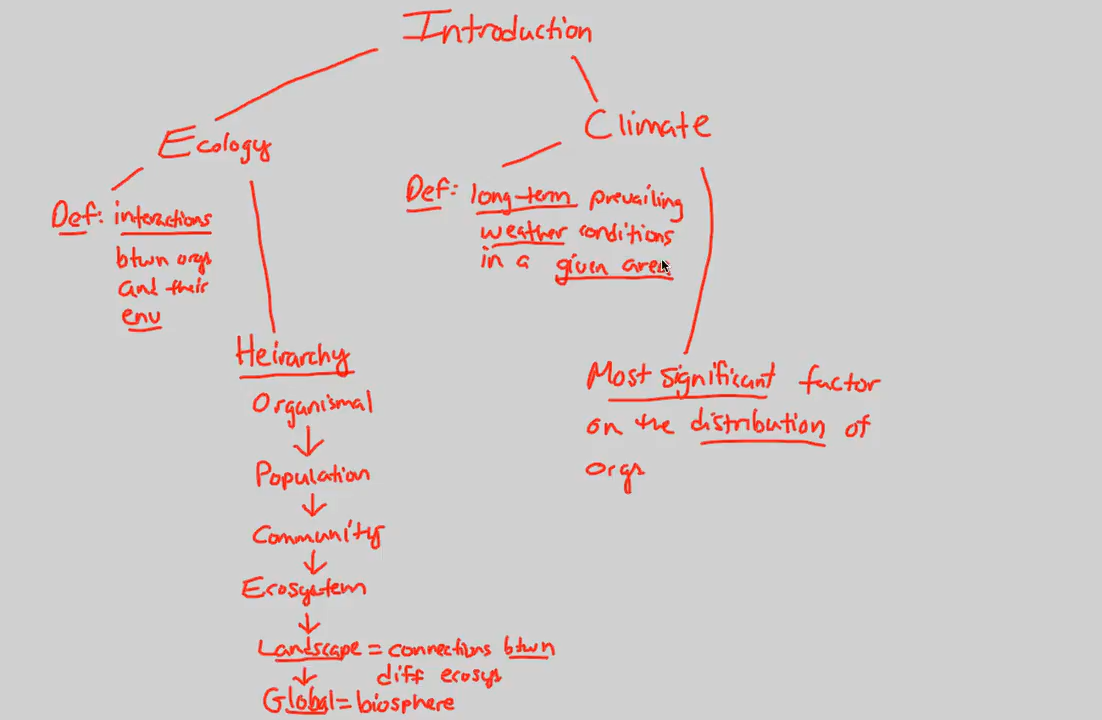 Introduction
Ecology
Def: interactions
btwn orgs
and their
env
Heirarchy
Organismal
↓
Population
↓
Community
↓
Ecosystem
↓
Landscape = connections btwn
diff ecosys
↓
Global = biosphere
Climate
Def: long-term prevailing
weather conditions
in a given area
Most significant factor
on the distribution of
orgs